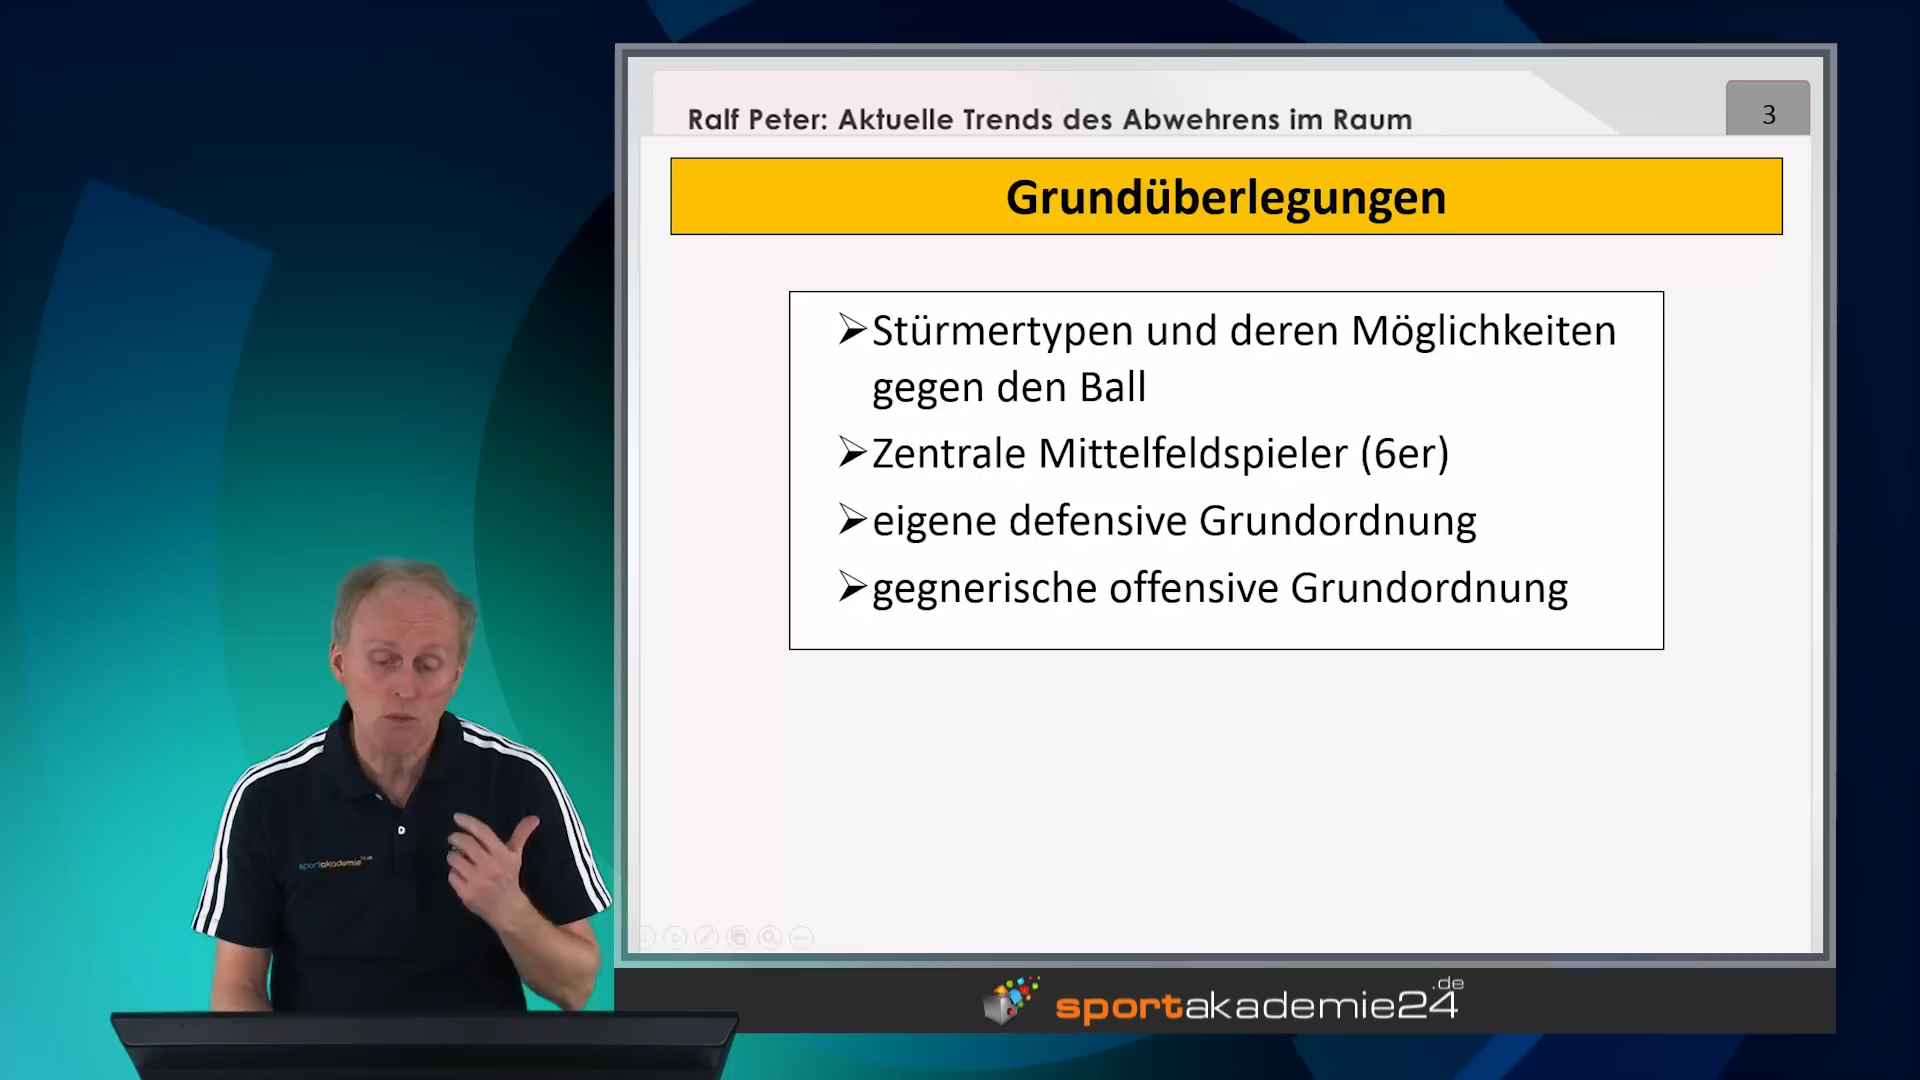 Ralf Peter: Aktuelle Trends des Abwehrens im Raum
3
Grundüberlegungen
➢Stürmertypen und deren Möglichkeiten
gegen den Ball
➢Zentrale Mittelfeldspieler (6er)
➢eigene defensive Grundordnung
➢gegnerische offensive Grundordnung
sportakademie
sportakademie24.de